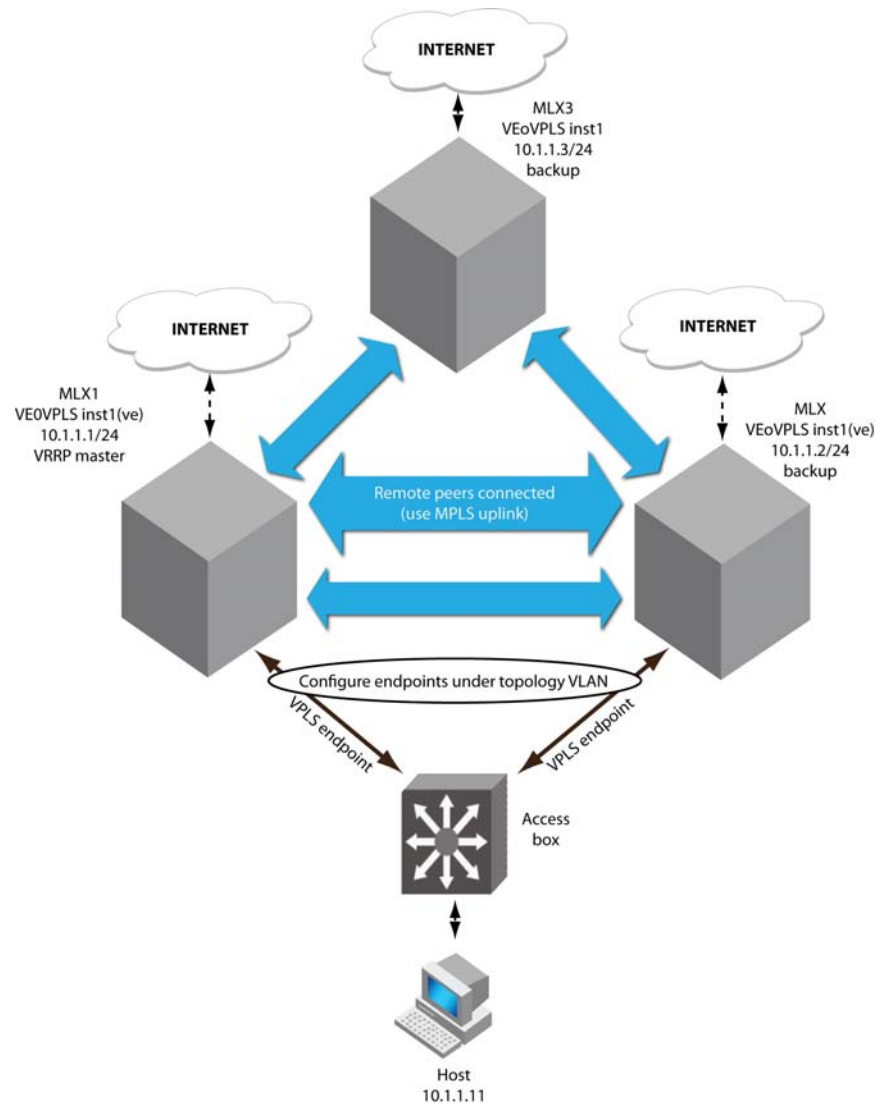 INTERNET
MLX3
VEoVPLS inst1
10.1.1.3/24
backup
INTERNET
INTERNET
MLX1
VE0VPLS inst1(ve)
10.1.1.1/24
VRRP master
MLX
VEoVPLS inst1(ve)
10.1.1.2/24
backup
Remote peers connected
(use MPLS uplink)
Configure endpoints under topology VLAN
VPLS endpoint
VPLS endpoint
Access
box
Host
10.1.1.11